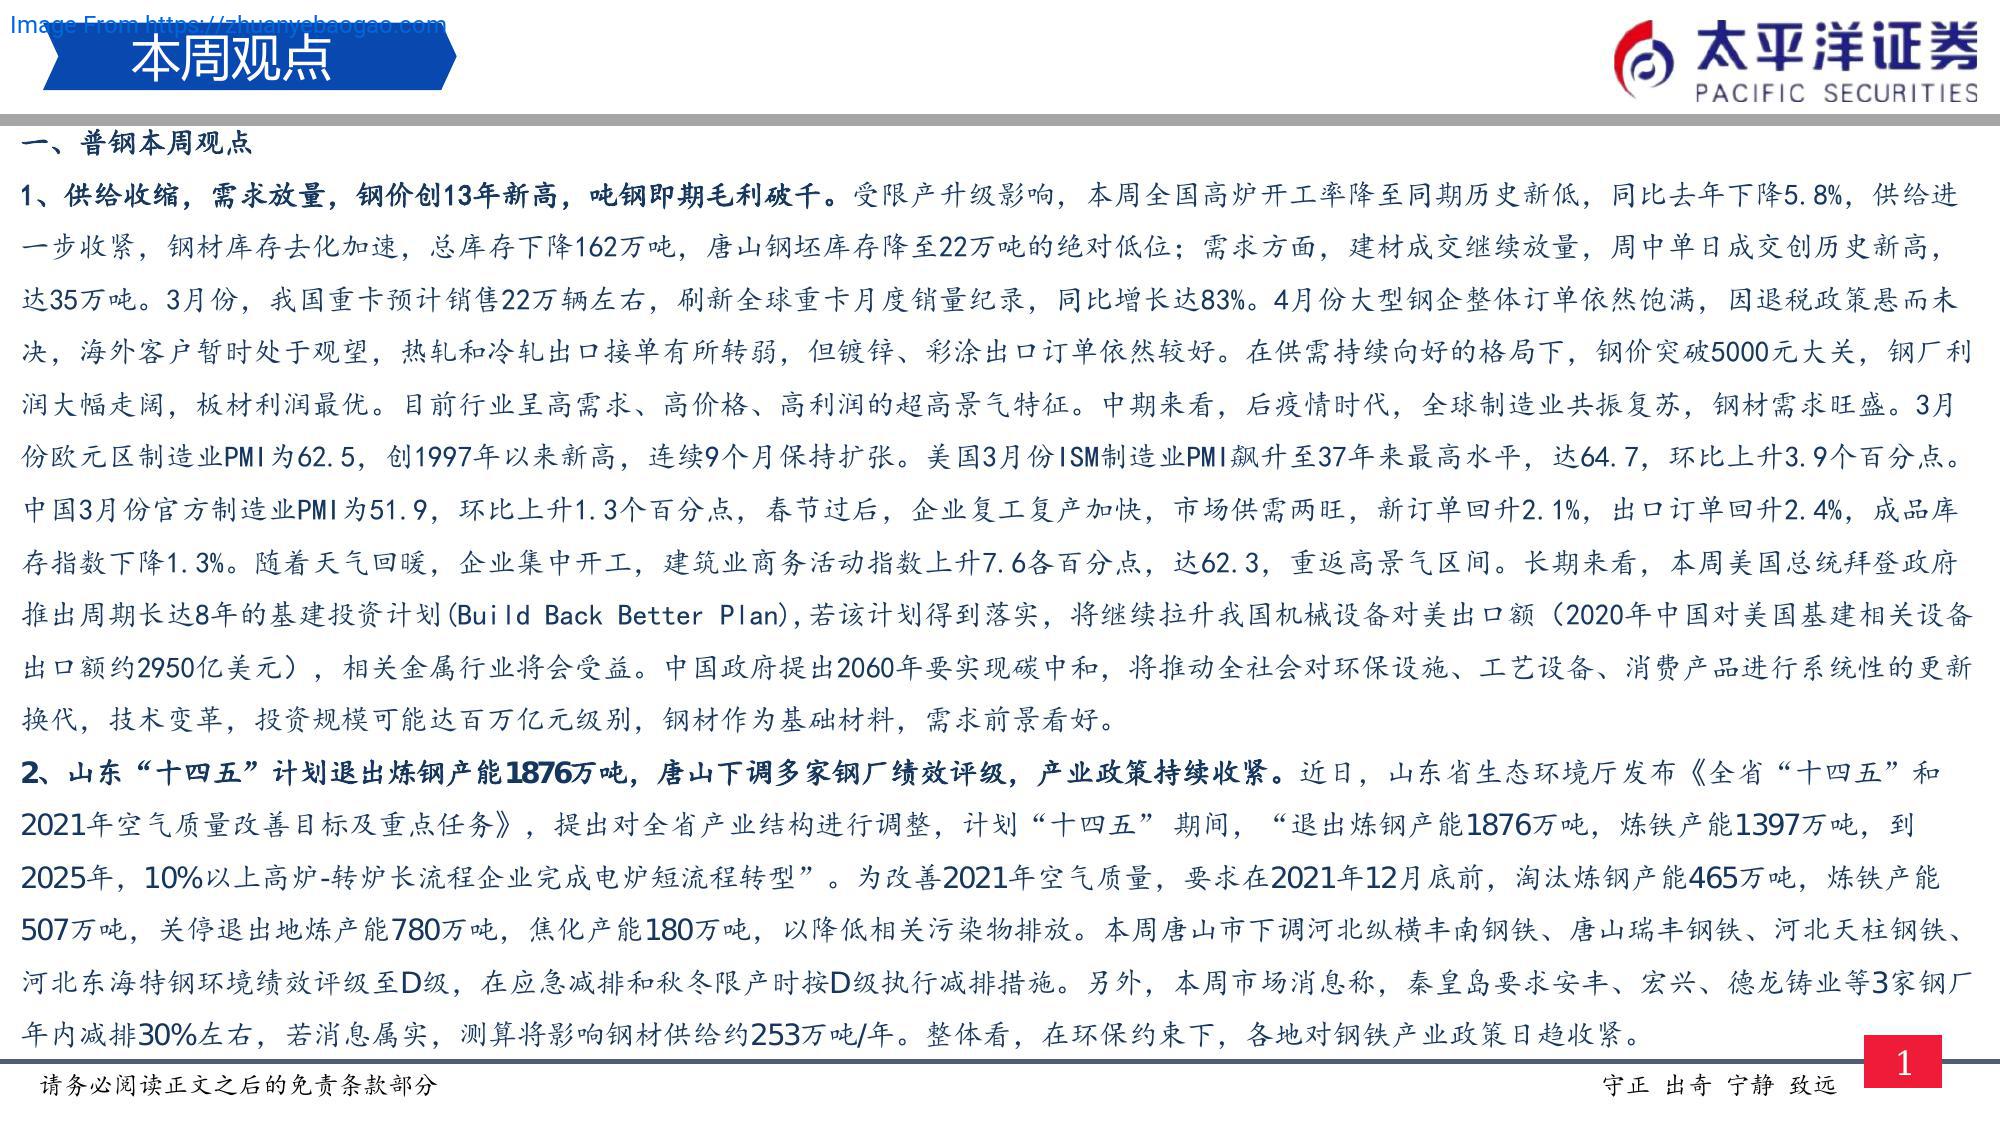 Image From https://zhuanyebaogao.com
本周观点
太平洋证券
PACIFIC SECURITIES
一、普钢本周观点
1、供给收缩，需求放量，钢价创13年新高，吨钢即期毛利破千。受限产升级影响，本周全国高炉开工率降至同期历史新低，同比去年下降5.8%，供给进
一步收紧，钢材库存去化加速，总库存下降162万吨，唐山钢坯库存降至22万吨的绝对低位；需求方面，建材成交继续放量，周中单日成交创历史新高，
达35万吨。3月份，我国重卡预计销售22万辆左右，刷新全球重卡月度销量纪录，同比增长达83%。4月份大型钢企整体订单依然饱满，因退税政策悬而未
决，海外客户暂时处于观望，热轧和冷轧出口接单有所转弱，但镀锌、彩涂出口订单依然较好。在供需持续向好的格局下，钢价突破5000元大关，钢厂利
润大幅走阔，板材利润最优。目前行业呈高需求、高价格、高利润的超高景气特征。中期来看，后疫情时代，全球制造业共振复苏，钢材需求旺盛。3月
份欧元区制造业PMI为62.5，创1997年以来新高，连续9个月保持扩张。美国3月份ISM制造业PMI飙升至37年来最高水平，达64.7，环比上升3.9个百分点。
中国3月份官方制造业PMI为51.9，环比上升1.3个百分点，春节过后，企业复工复产加快，市场供需两旺，新订单回升2.1%，出口订单回升2.4%，成品库
存指数下降1.3%。随着天气回暖，企业集中开工，建筑业商务活动指数上升7.6各百分点，达62.3，重返高景气区间。长期来看，本周美国总统拜登政府
推出周期长达8年的基建投资计划(Build Back Better Plan),若该计划得到落实，将继续拉升我国机械设备对美出口额（2020年中国对美国基建相关设备
出口额约2950亿美元），相关金属行业将会受益。中国政府提出2060年要实现碳中和，将推动全社会对环保设施、工艺设备、消费产品进行系统性的更新
换代，技术变革，投资规模可能达百万亿元级别，钢材作为基础材料，需求前景看好。
2、山东“十四五”计划退出炼钢产能1876万吨，唐山下调多家钢厂绩效评级，产业政策持续收紧。近日，山东省生态环境厅发布《全省“十四五”和
2021年空气质量改善目标及重点任务》，提出对全省产业结构进行调整，计划“十四五” 期间，“退出炼钢产能1876万吨，炼铁产能1397万吨，到
2025年，10%以上高炉-转炉长流程企业完成电炉短流程转型”。为改善2021年空气质量，要求在2021年12月底前，淘汰炼钢产能465万吨，炼铁产能
507万吨，关停退出地炼产能780万吨，焦化产能180万吨，以降低相关污染物排放。本周唐山市下调河北纵横丰南钢铁、唐山瑞丰钢铁、河北天柱钢铁、
河北东海特钢环境绩效评级至D级，在应急减排和秋冬限产时按D级执行减排措施。另外，本周市场消息称，秦皇岛要求安丰、宏兴、德龙铸业等3家钢厂
年内减排30%左右，若消息属实，测算将影响钢材供给约253万吨/年。整体看，在环保约束下，各地对钢铁产业政策日趋收紧。
请务必阅读正文之后的免责条款部分
守正 出奇 宁静 致远
1